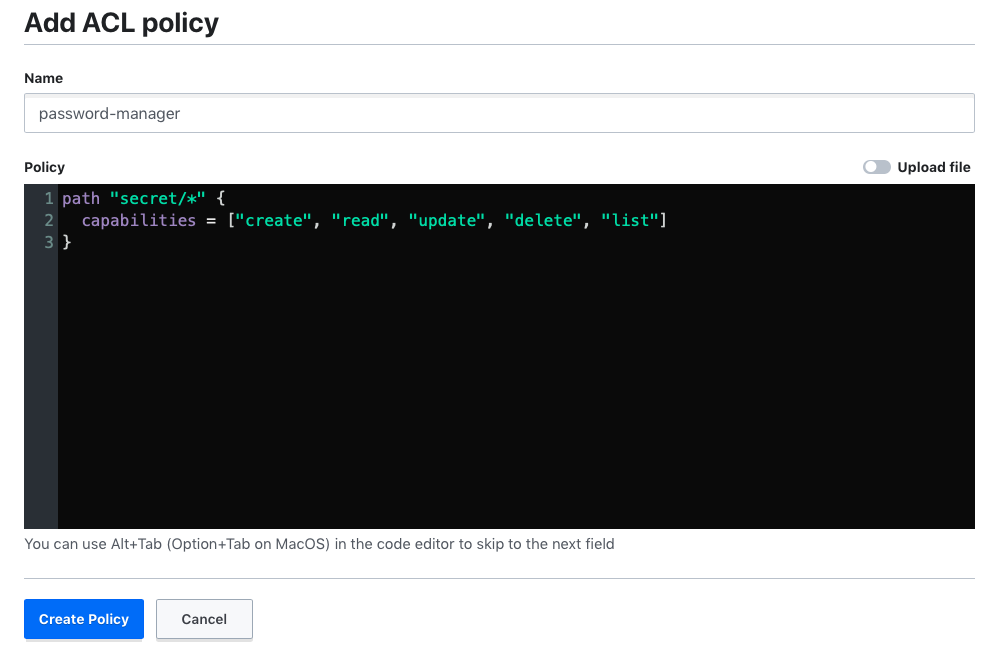 Add ACL policy
Name
password-manager
Policy
Upload file
1 path "secret/*" {
2   capabilities = ["create", "read", "update", "delete", "list"]
3 }
You can use Alt+Tab (Option+Tab on MacOS) in the code editor to skip to the next field
Create Policy
Cancel